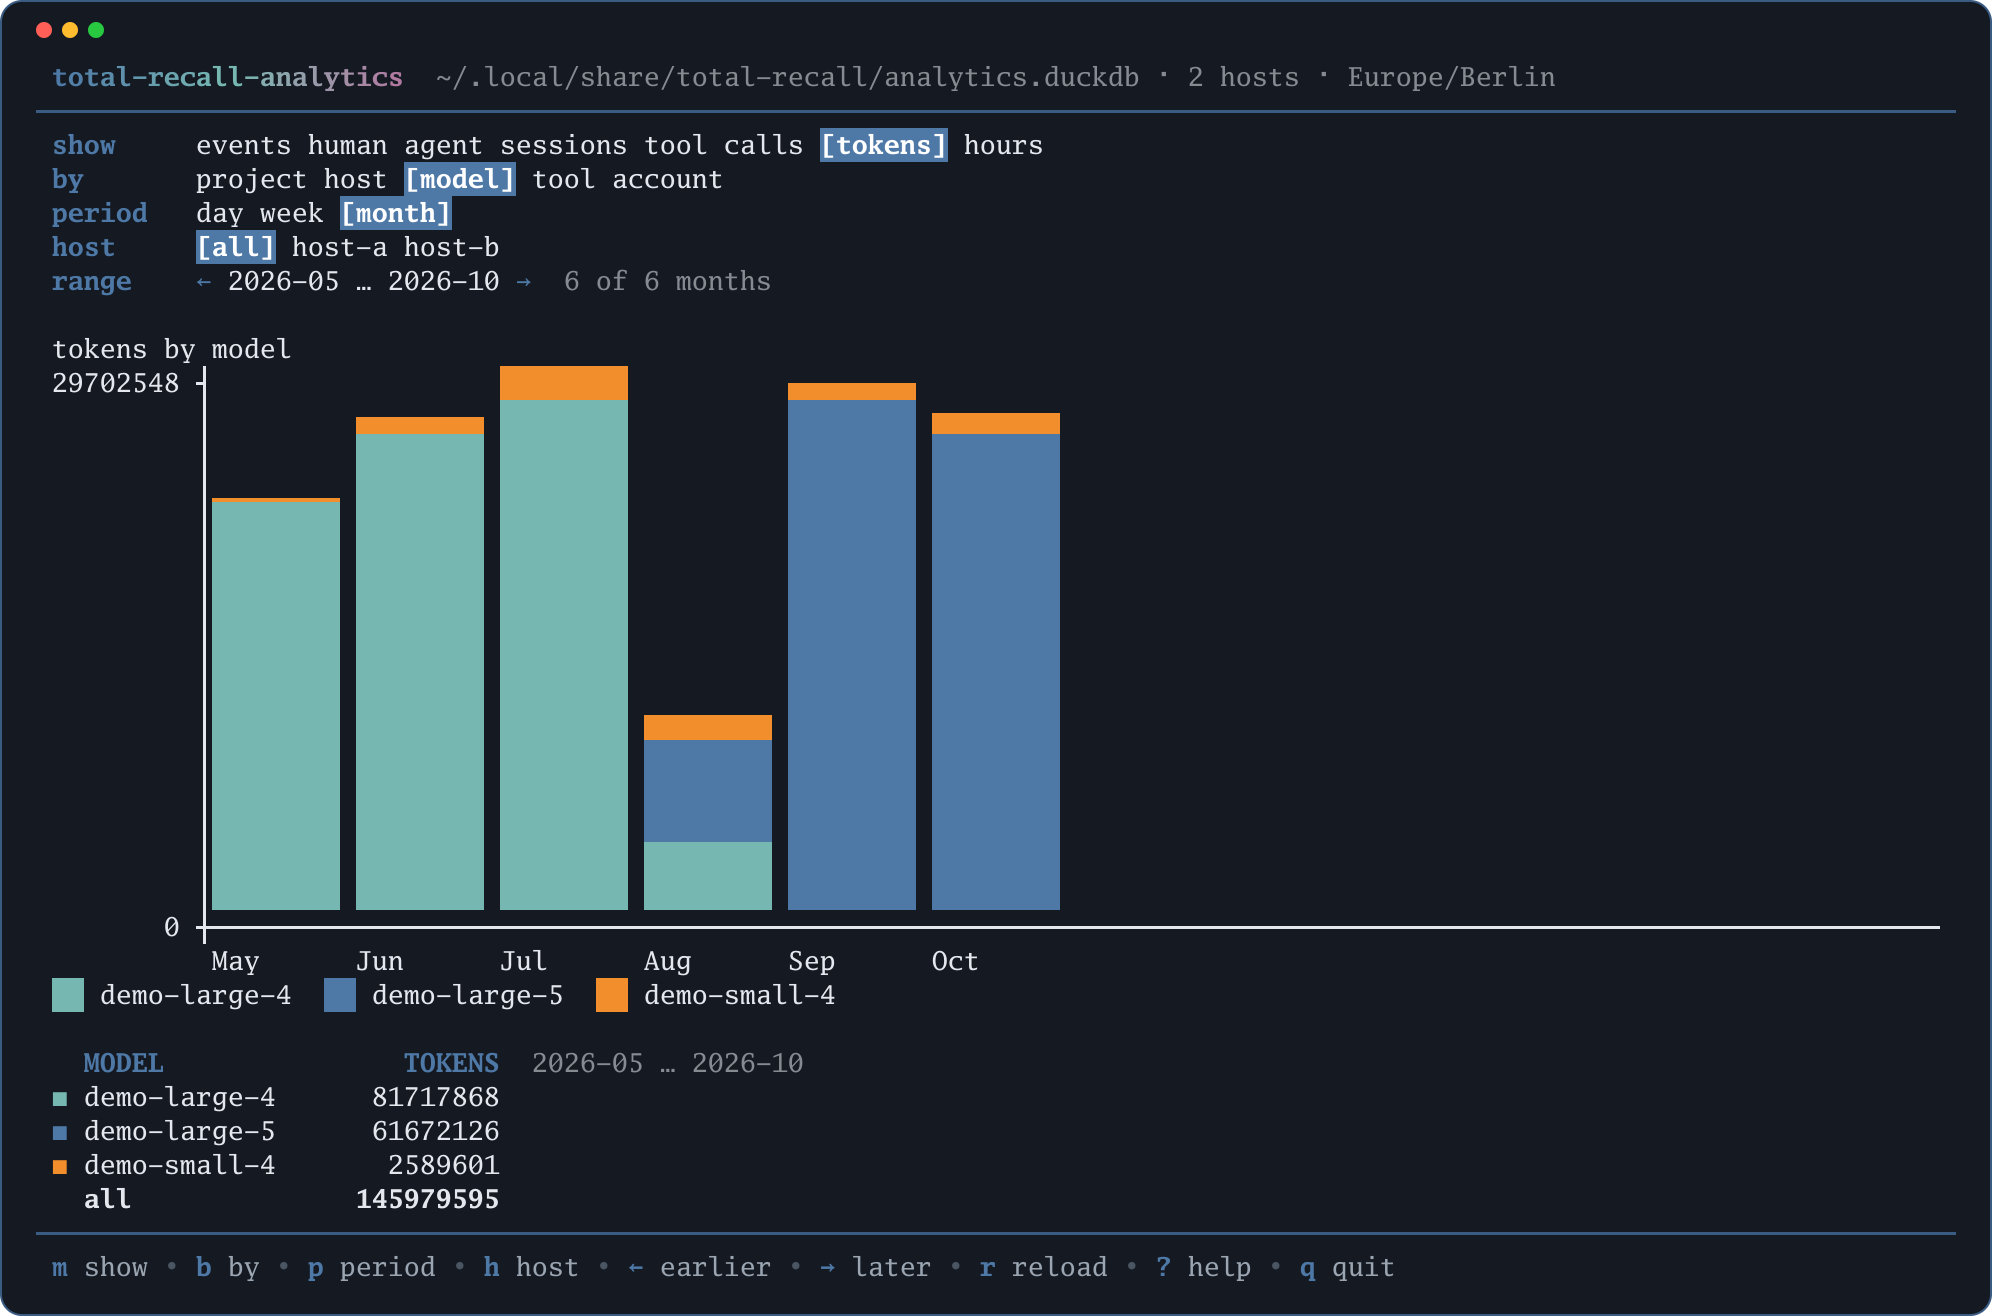 total-recall-analytics  ~/.local/share/total-recall/analytics.duckdb · 2 hosts · Europe/Berlin
show events human agent sessions tool calls [tokens] hours
by project host [model] tool account
period day week [month]
host [all] host-a host-b
range ← 2026-05 … 2026-10 → 6 of 6 months
tokens by model
29702548
0
May Jun Jul Aug Sep Oct
demo-large-4 demo-large-5 demo-small-4
MODEL TOKENS 2026-05 … 2026-10
demo-large-4 81717868
demo-large-5 61672126
demo-small-4 2589601
all 145979595
m show • b by • p period • h host • ← earlier • → later • r reload • ? help • q quit